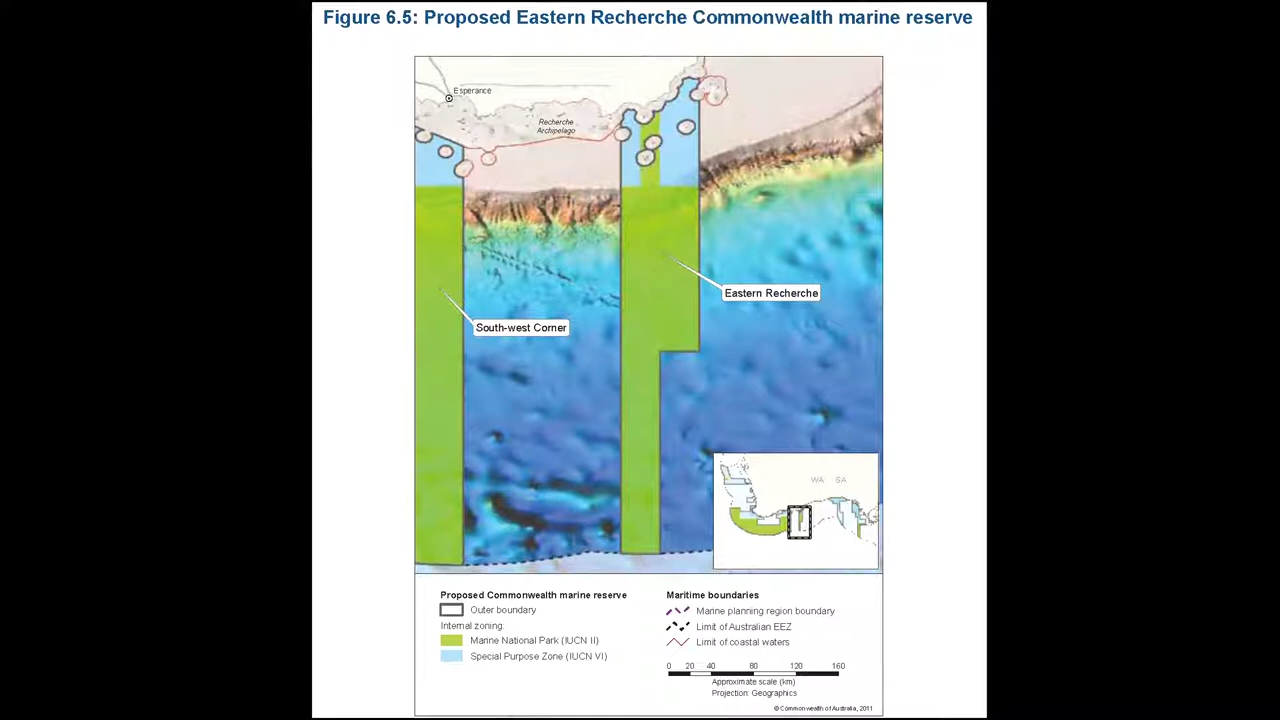 Figure 6.5: Proposed Eastern Recherche Commonwealth marine reserve
Esperance
Recherche
Archipelago
Eastern Recherche
South-west Corner
WA SA
Proposed Commonwealth marine reserve
Outer boundary
Internal zoning:
Marine National Park (IUCN II)
Special Purpose Zone (IUCN VI)
Maritime boundaries
Marine planning region boundary
Limit of Australian EEZ
Limit of coastal waters
0 20 40 80 120 160
Approximate scale (km)
Projection: Geographics
© Commonwealth of Australia, 2011